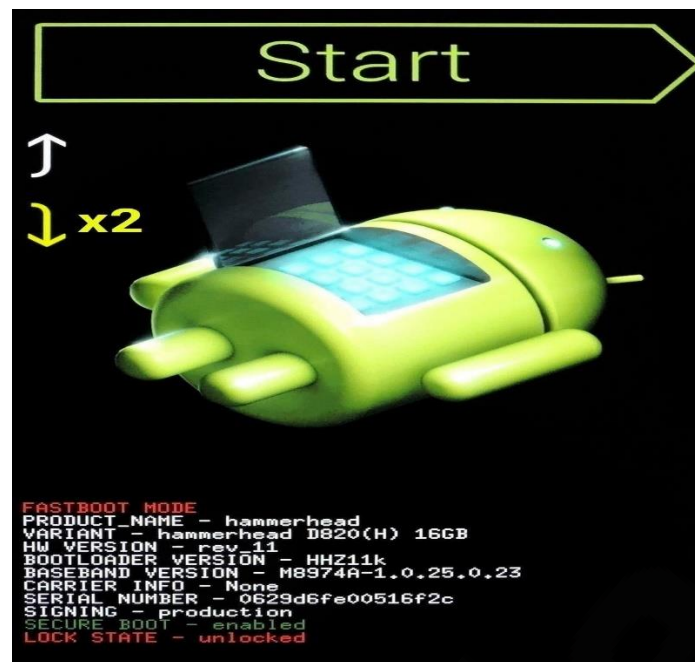 Start
x2
FASTBOOT MODE
PRODUCT_NAME - hammerhead
VARIANT - hammerhead D820(H) 16GB
HW VERSION - rev_11
BOOTLOADER VERSION - HHZ11k
BASEBAND VERSION - M8974A-1.0.25.0.23
CARRIER INFO - None
SERIAL NUMBER - 0629d6fe00516f2c
SIGNING - production
SECURE BOOT - enabled
LOCK STATE - unlocked